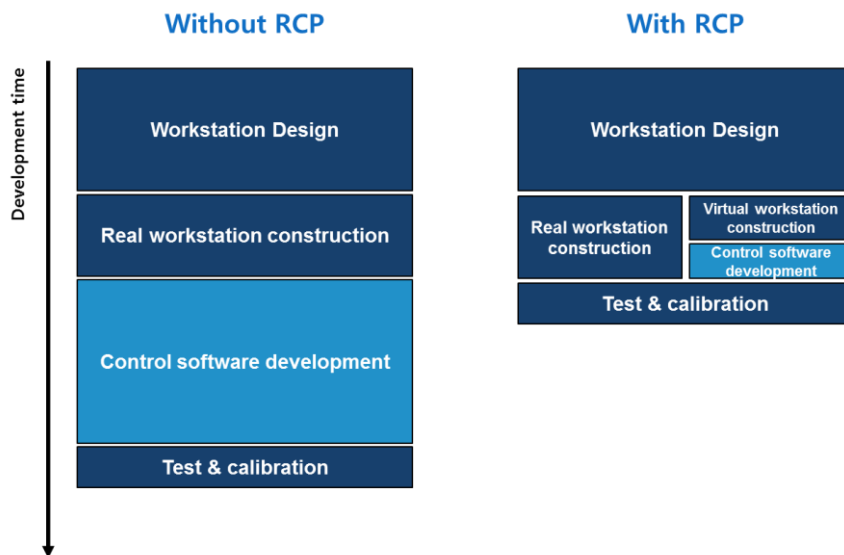 Without RCP
With RCP
Development time
Workstation Design
Real workstation construction
Control software development
Test & calibration
Workstation Design
Real workstation
construction
Virtual workstation
construction
Control software
development
Test & calibration